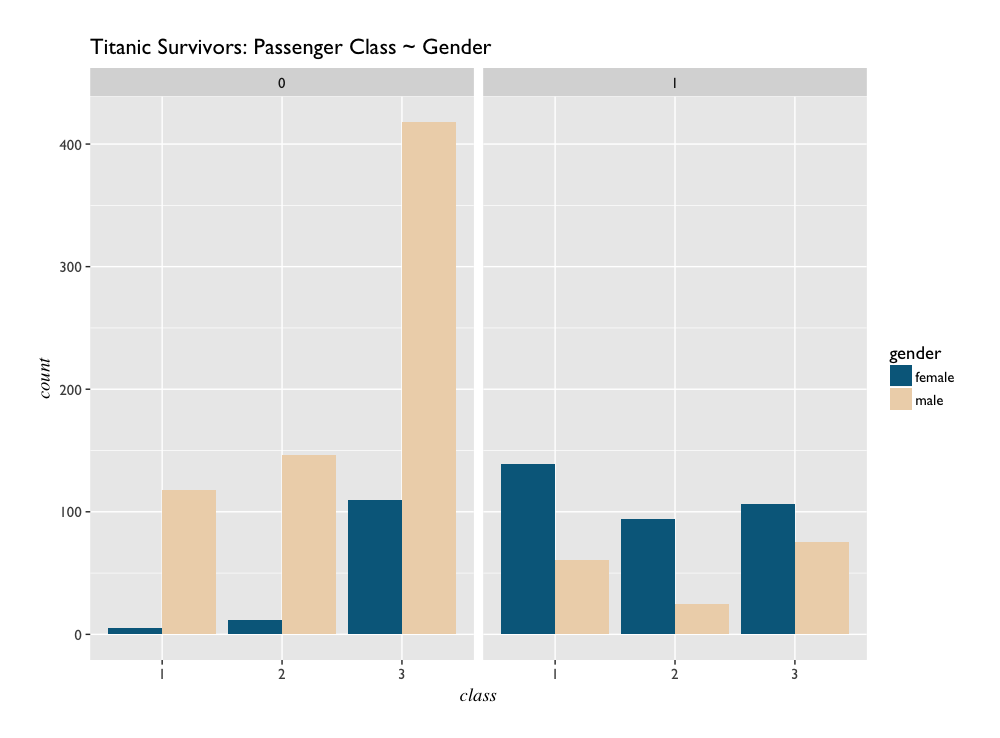 Titanic Survivors: Passenger Class ~ Gender
0 1
400
300
200
100
0
count
1 2 3 1 2 3
class
gender
female
male